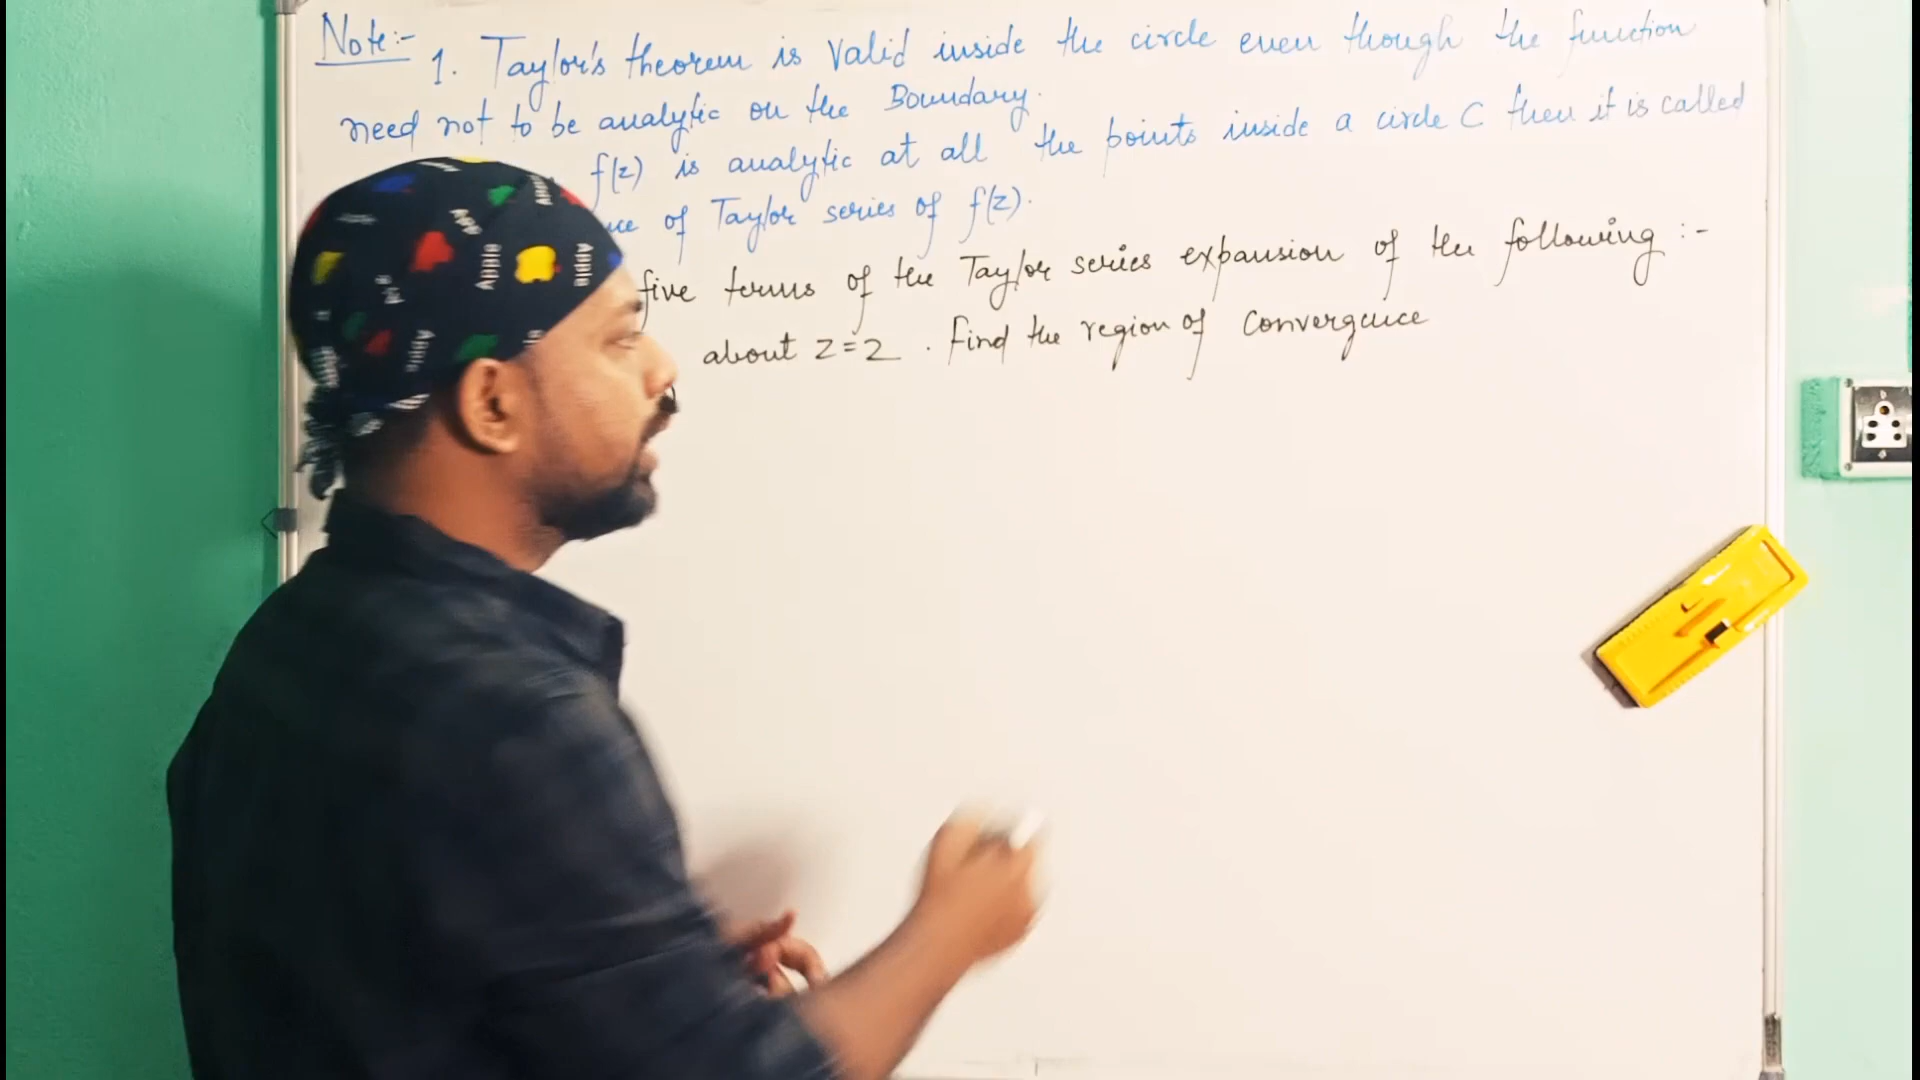 Note:- 1. Taylor's theorem is valid inside the circle even though the function
need not to be analytic on the Boundary.
f(z) is analytic at all the points inside a circle C then it is called
of Taylor series of f(z).
five terms of the Taylor series expansion of the following :-
about z=2 . find the region of convergence